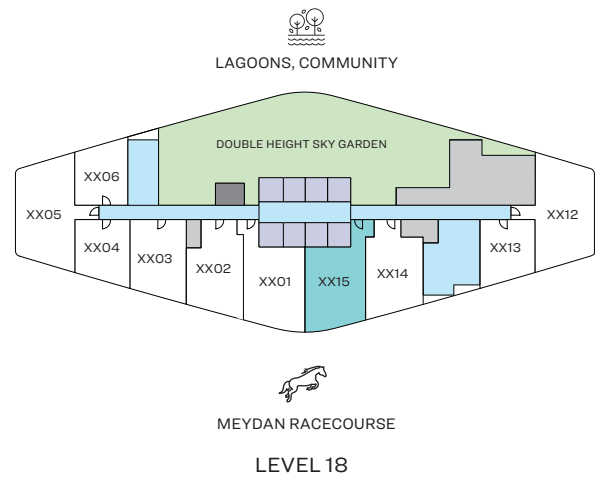 LAGOONS, COMMUNITY
DOUBLE HEIGHT SKY GARDEN
XX06
XX05
XX12
XX04
XX03
XX02
XX01
XX15
XX14
XX13
MEYDAN RACECOURSE
LEVEL 18